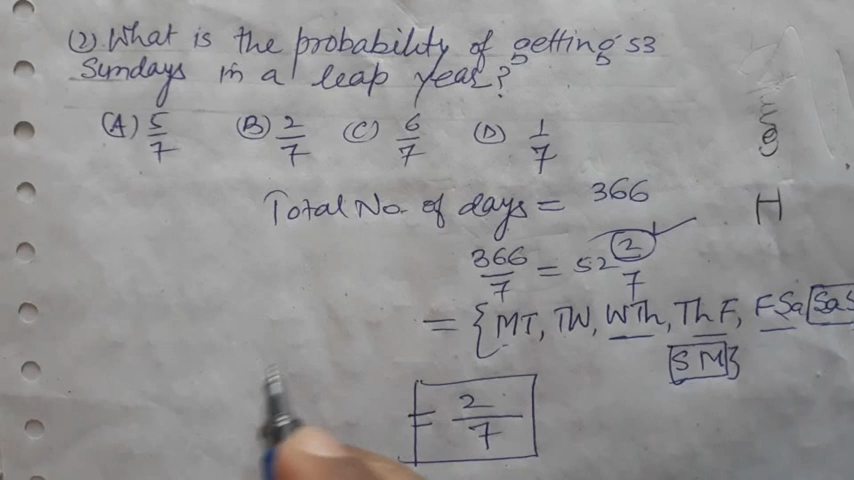 (2). What is the probability of getting 53
Sundays in a leap year?
(A) 5/7 (B) 2/7 (C) 6/7 (D) 1/7
Total No. of days = 366
366/7 = 52 2/7
= {MT, TW, WTh, ThF, FSa, SaS
SM}
= 2/7
H